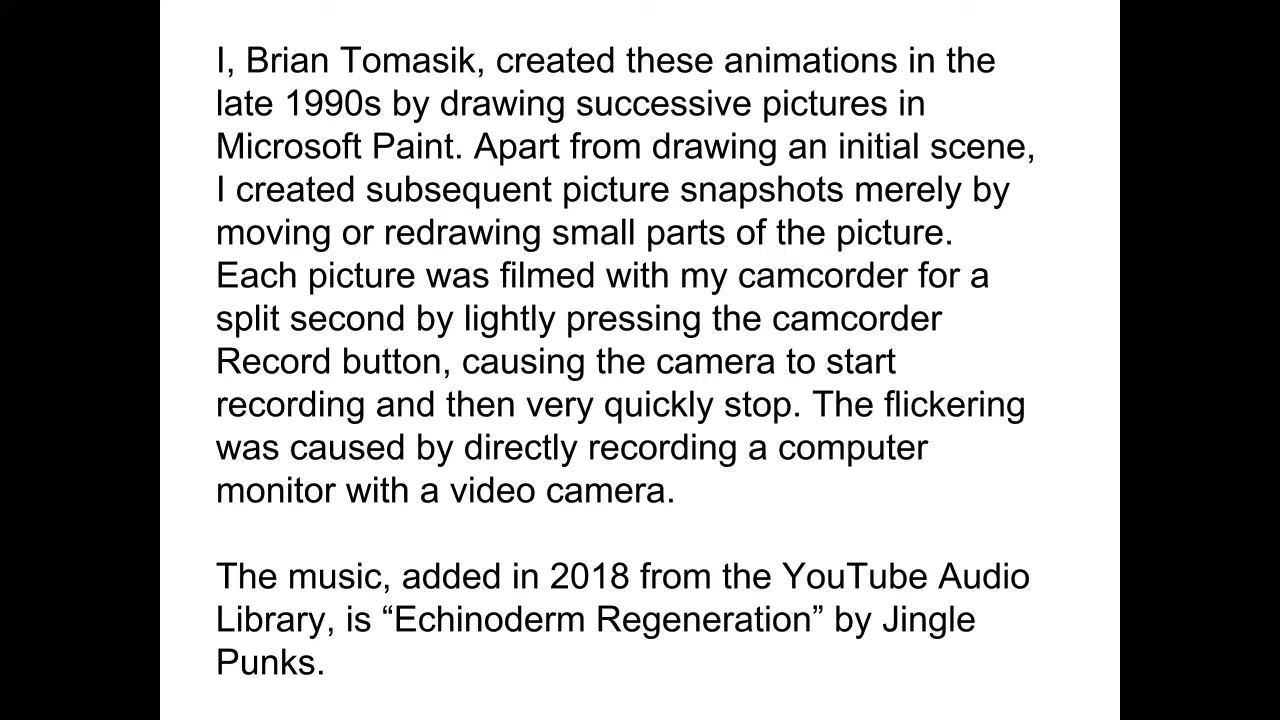 I, Brian Tomasik, created these animations in the
late 1990s by drawing successive pictures in
Microsoft Paint. Apart from drawing an initial scene,
I created subsequent picture snapshots merely by
moving or redrawing small parts of the picture.
Each picture was filmed with my camcorder for a
split second by lightly pressing the camcorder
Record button, causing the camera to start
recording and then very quickly stop. The flickering
was caused by directly recording a computer
monitor with a video camera.
The music, added in 2018 from the YouTube Audio
Library, is “Echinoderm Regeneration” by Jingle
Punks.